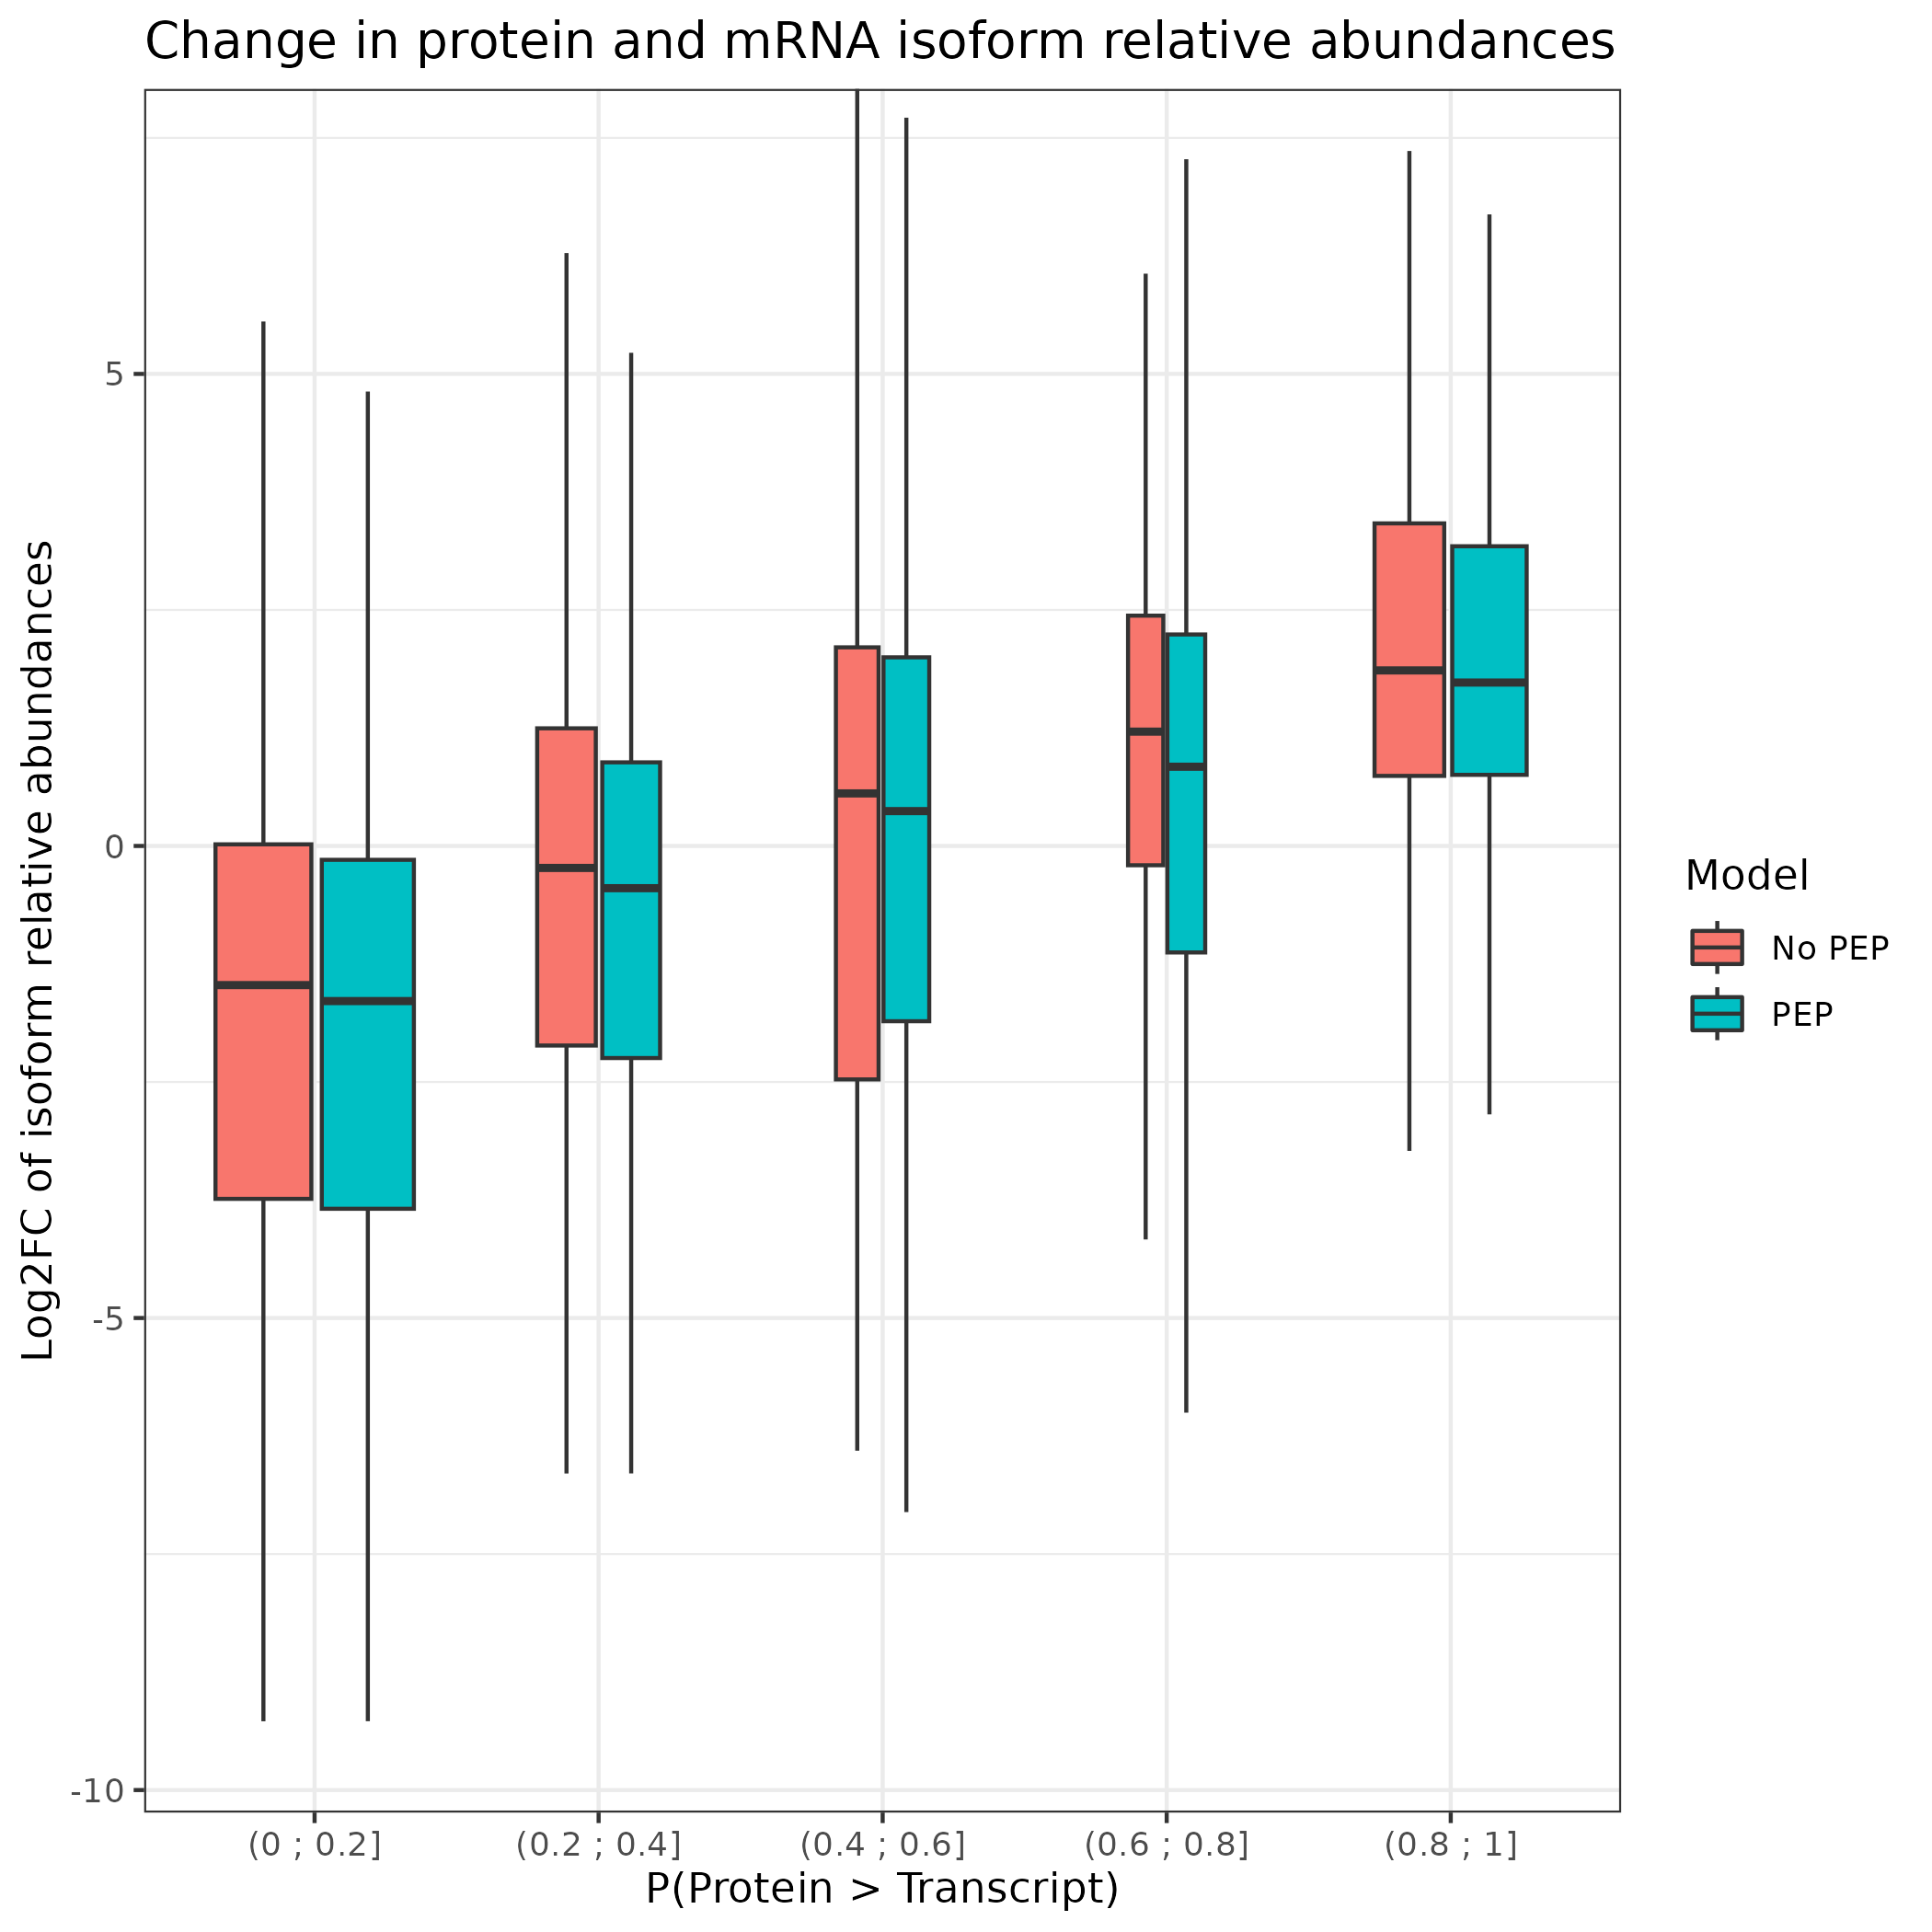 Change in protein and mRNA isoform relative abundances
Log2FC of isoform relative abundances
5
0
-5
-10
(0 ; 0.2]
(0.2 ; 0.4]
(0.4 ; 0.6]
(0.6 ; 0.8]
(0.8 ; 1]
P(Protein > Transcript)
Model
No PEP
PEP